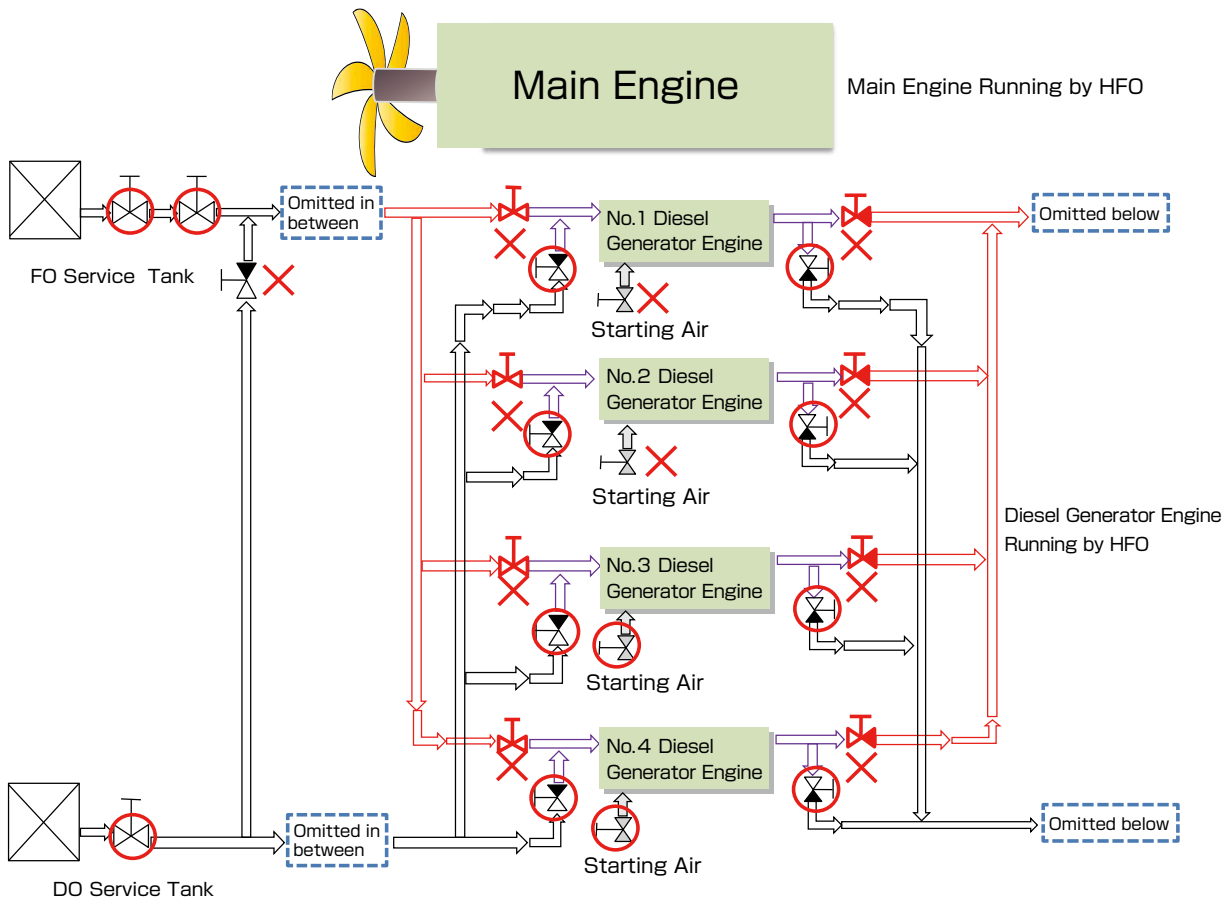 Main Engine
Main Engine Running by HFO
Omitted in
between
No.1 Diesel
Generator Engine
Omitted below
FO Service Tank
Starting Air
No.2 Diesel
Generator Engine
Starting Air
Diesel Generator Engine
Running by HFO
No.3 Diesel
Generator Engine
Starting Air
No.4 Diesel
Generator Engine
Omitted in
between
Omitted below
Starting Air
DO Service Tank